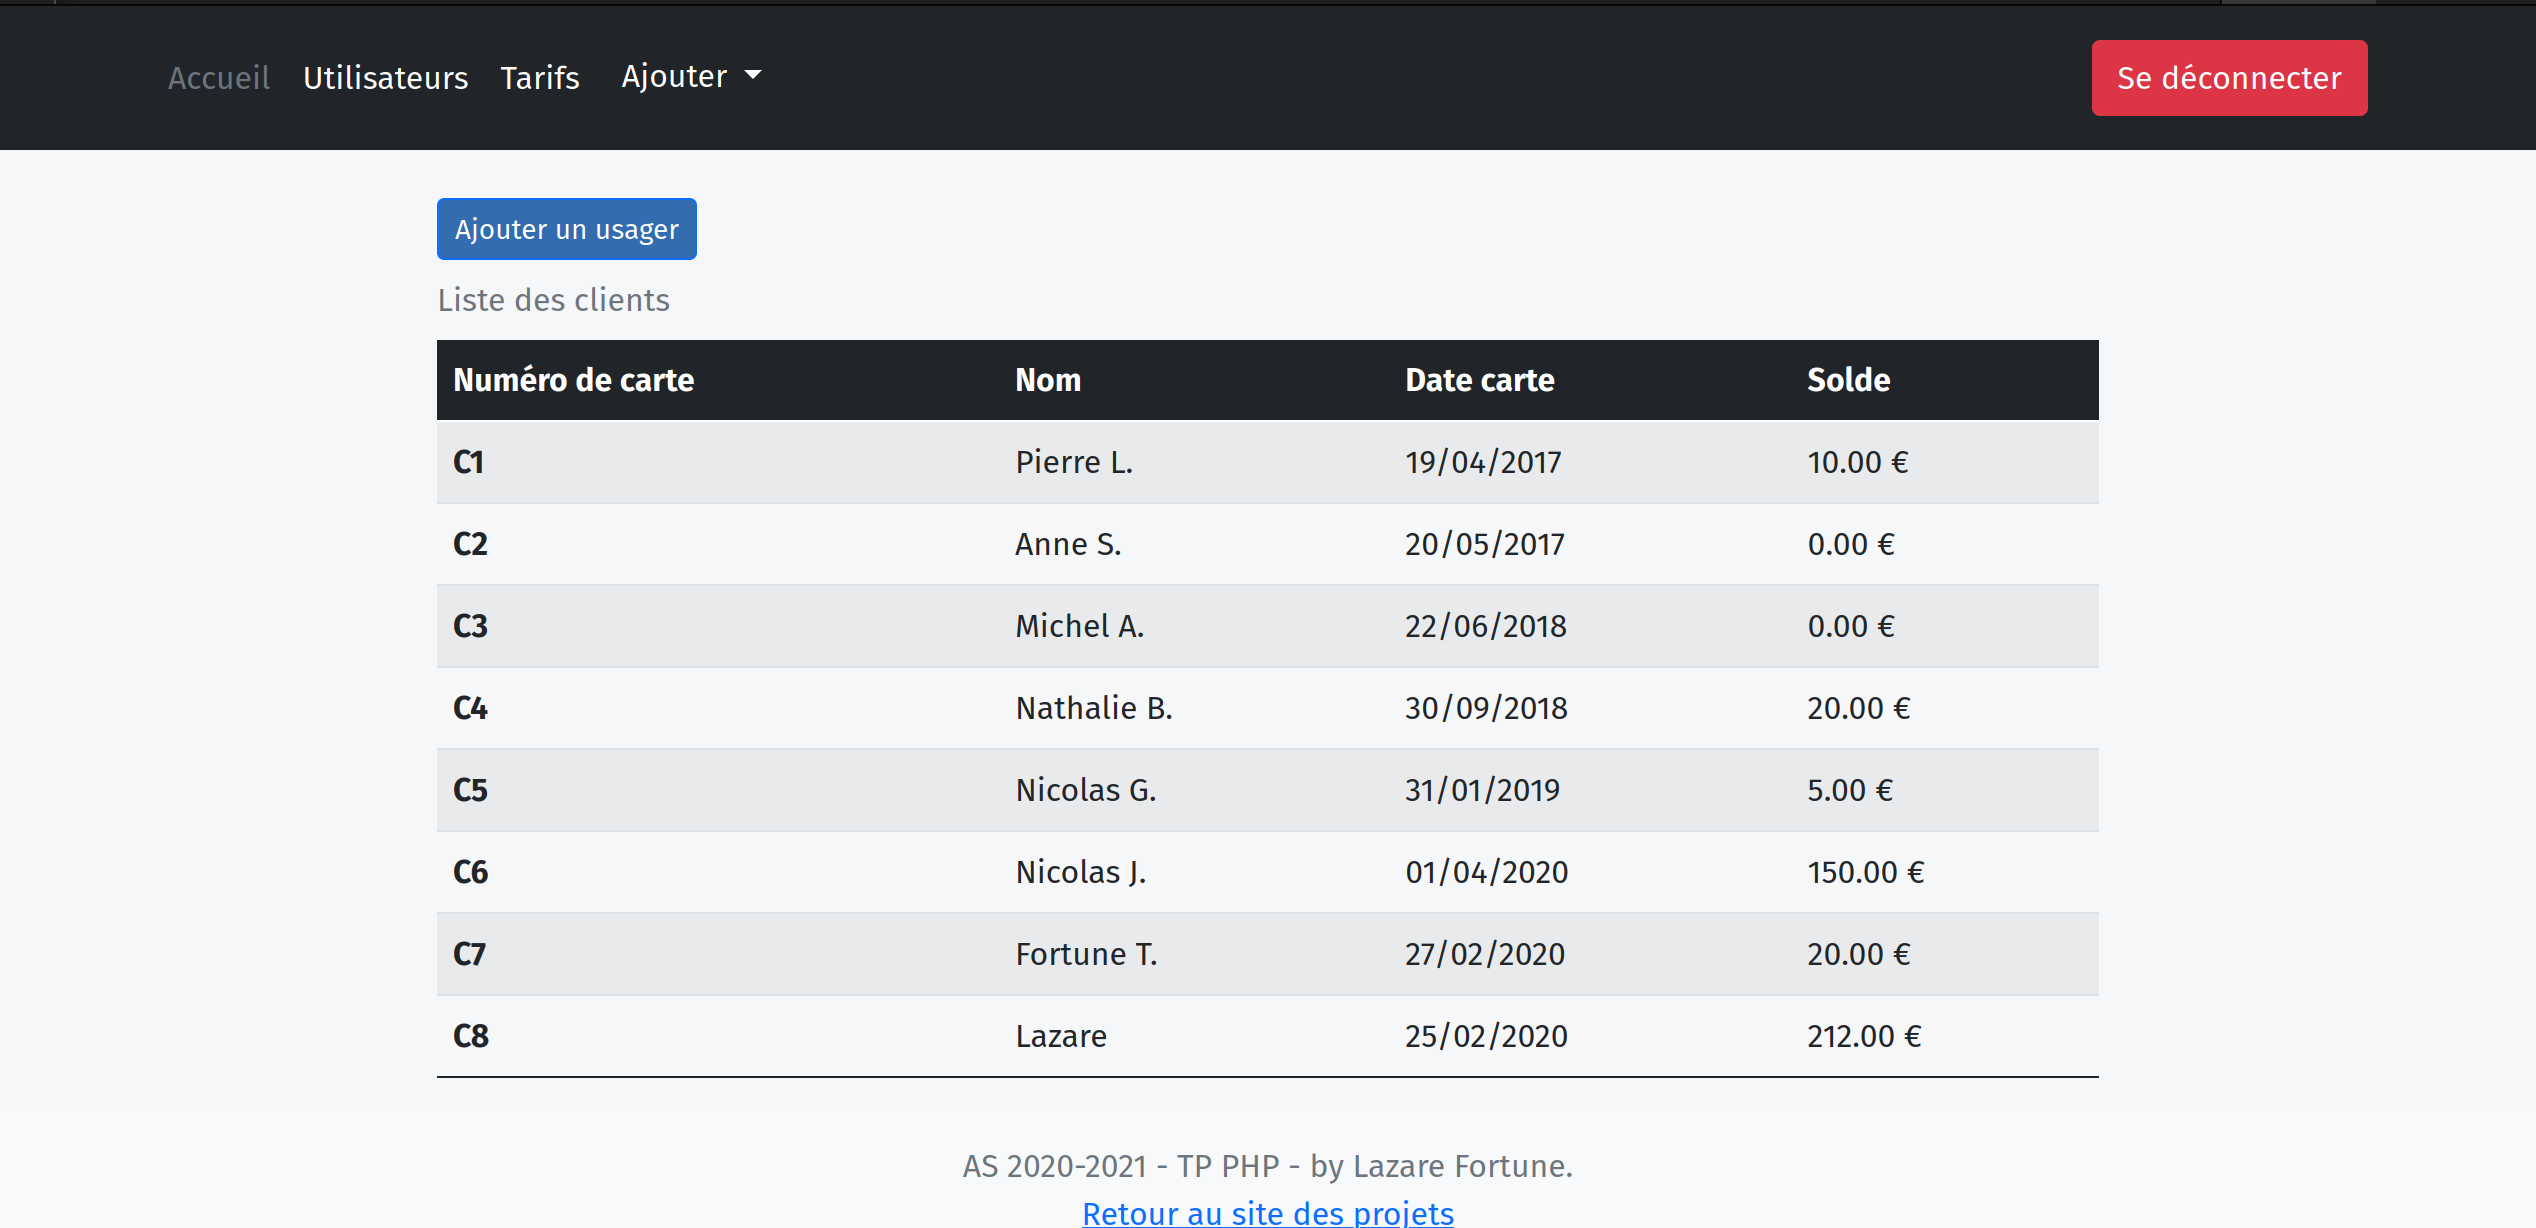 Accueil Utilisateurs Tarifs Ajouter Se déconnecter
Ajouter un usager
Liste des clients
Numéro de carte Nom Date carte Solde
C1 Pierre L. 19/04/2017 10.00 €
C2 Anne S. 20/05/2017 0.00 €
C3 Michel A. 22/06/2018 0.00 €
C4 Nathalie B. 30/09/2018 20.00 €
C5 Nicolas G. 31/01/2019 5.00 €
C6 Nicolas J. 01/04/2020 150.00 €
C7 Fortune T. 27/02/2020 20.00 €
C8 Lazare 25/02/2020 212.00 €
AS 2020-2021 - TP PHP - by Lazare Fortune.
Retour au site des projets